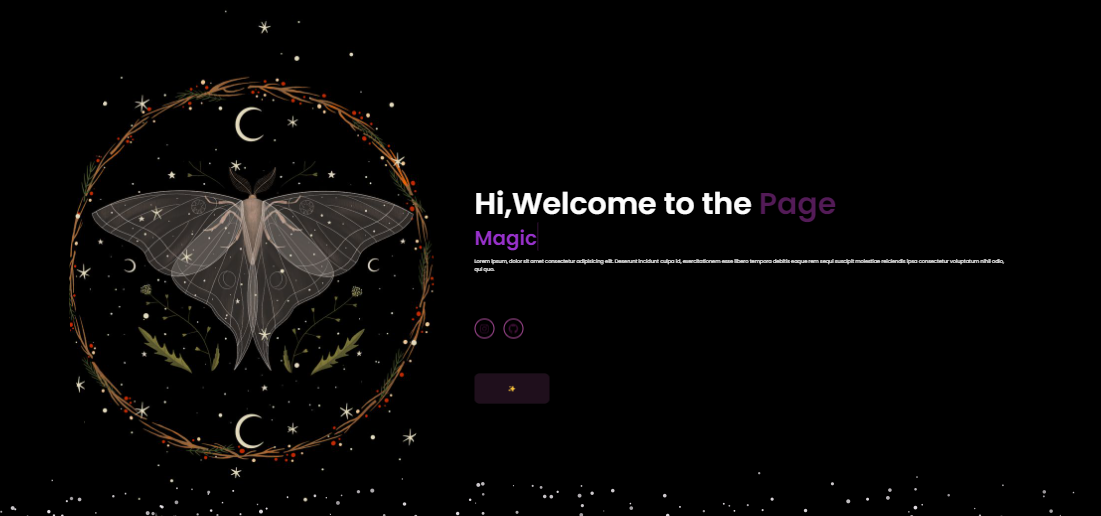 Hi,Welcome to the Page
Magic
Lorem ipsum, dolor sit amet consectetur adipisicing elit. Deserunt incidunt culpa id, exercitationem esse libero tempora debitis eaque rem sequi suscipit molestiae reiciendis ipsa consectetur voluptatum nihil odio,
qui quo.